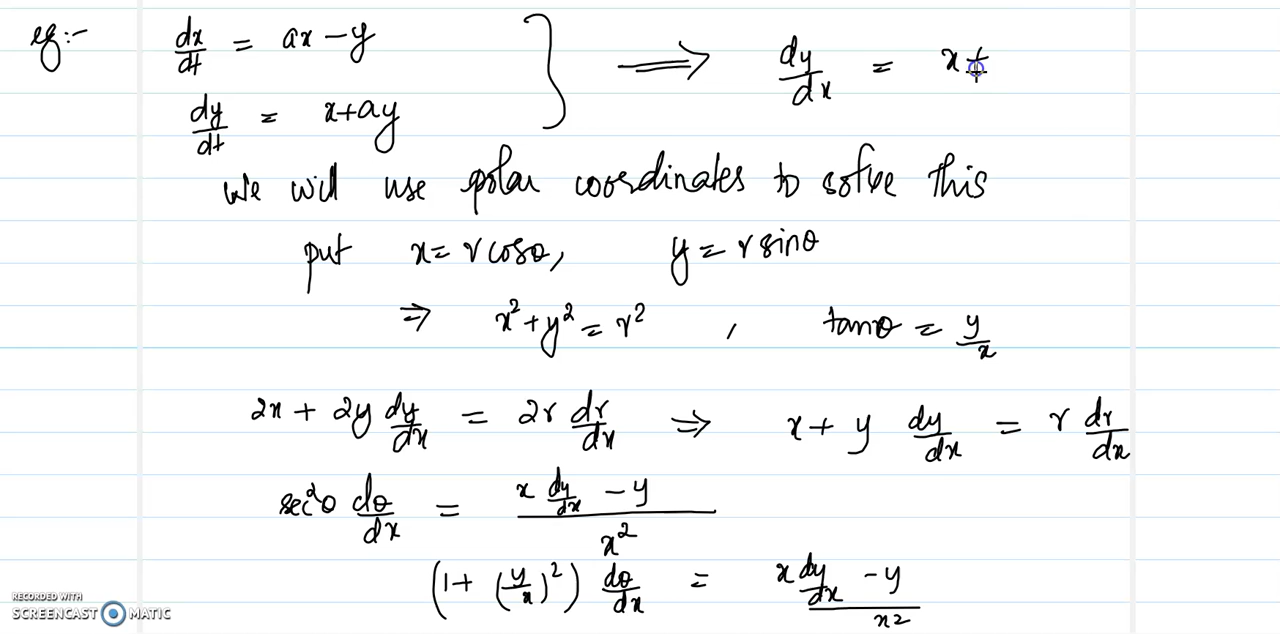 eg:- dx/dt = ax - y } ⟹ dy/dx = x +
dy/dt = x + ay
We will use polar coordinates to solve this
put x = r cosθ, y = r sinθ
⇒ x² + y² = r² , tanθ = y/x
2x + 2y dy/dx = 2r dr/dx ⇒ x + y dy/dx = r dr/dx
sec²θ dθ/dx = (x dy/dx - y)/x²
(1 + (y/x)²) dθ/dx = (x dy/dx - y)/x²
RECORDED WITH
SCREENCAST MATIC